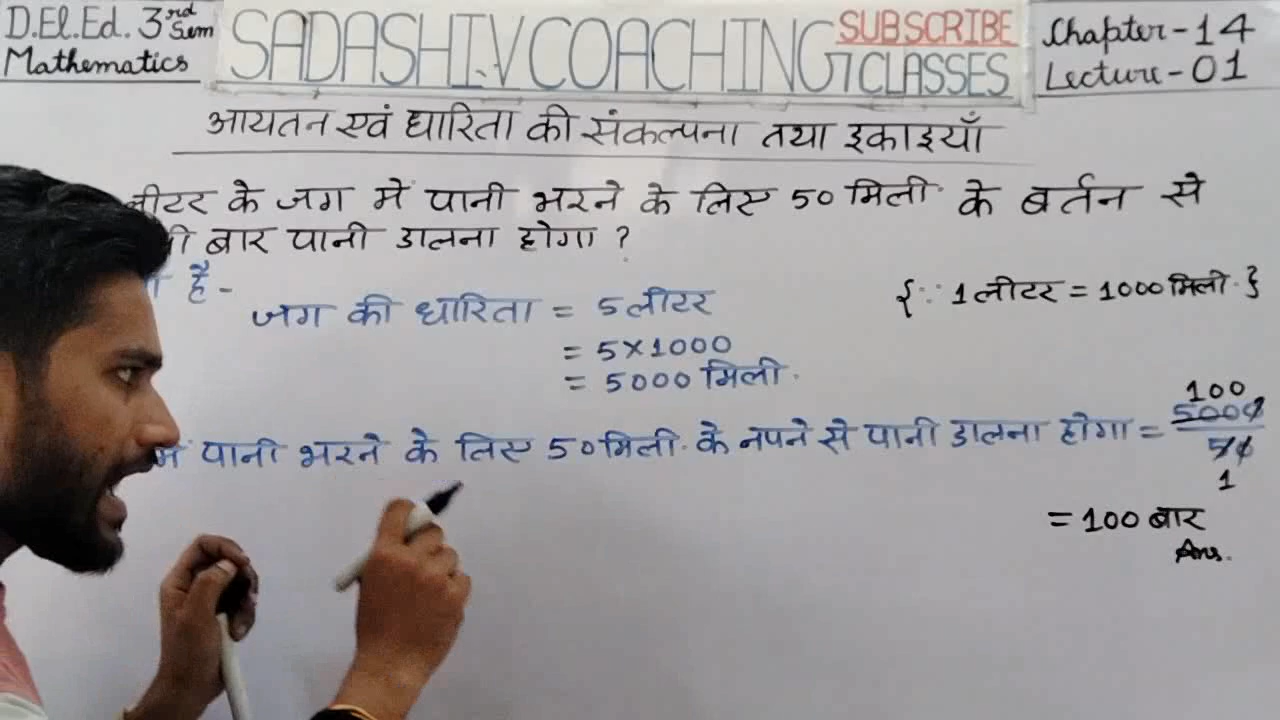 D.El.Ed. 3rd Sem
Mathematics
SADASHIV COACHING CLASSES
SUBSCRIBE
Chapter-14
Lecture-01
आयतन एवं धारिता की संकल्पना तथा इकाइयाँ
के जग में पानी भरने के लिए 50 मिली. के बर्तन से
बार पानी डालना होगा ?
है -
जग की धारिता = 5 लीटर
{∵ 1 लीटर = 1000 मिली.}
= 5×1000
= 5000 मिली.
100
पानी भरने के लिए 50 मिली. के नपने से पानी डालना होगा = 5000/50
1
= 100 बार
Ans.